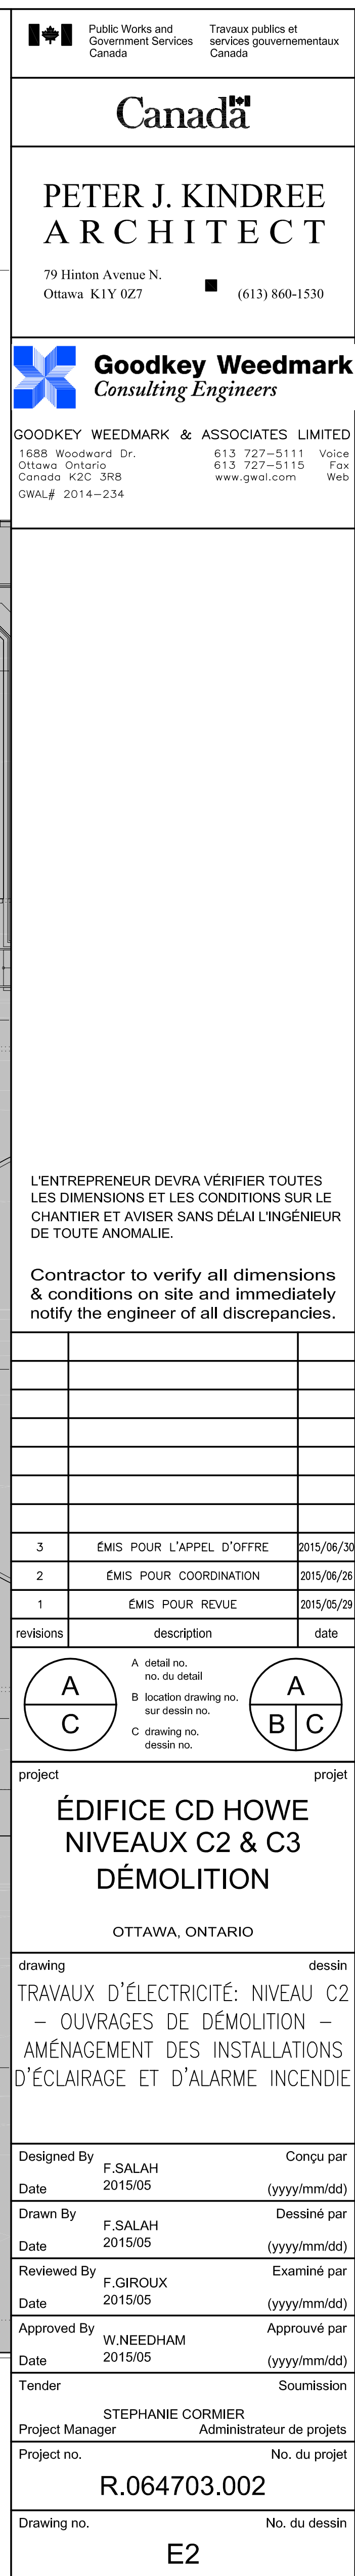 Public Works and Government Services Canada
Travaux publics et services gouvernementaux Canada
Canada
PETER J. KINDREE
ARCHITECT
79 Hinton Avenue N.
Ottawa K1Y 0Z7 (613) 860-1530
Goodkey Weedmark
Consulting Engineers
GOODKEY WEEDMARK & ASSOCIATES LIMITED
1688 Woodward Dr. 613 727-5111 Voice
Ottawa Ontario 613 727-5115 Fax
Canada K2C 3R8 www.gwal.com Web
GWAL# 2014-234
L'ENTREPRENEUR DEVRA VÉRIFIER TOUTES
LES DIMENSIONS ET LES CONDITIONS SUR LE
CHANTIER ET AVISER SANS DÉLAI L'INGÉNIEUR
DE TOUTE ANOMALIE.
Contractor to verify all dimensions
& conditions on site and immediately
notify the engineer of all discrepancies.
3 ÉMIS POUR L'APPEL D'OFFRE 2015/06/30
2 ÉMIS POUR COORDINATION 2015/06/26
1 ÉMIS POUR REVUE 2015/05/29
revisions description date
A
C
A detail no.
no. du detail
B location drawing no.
sur dessin no.
C drawing no.
dessin no.
A
B C
project projet
ÉDIFICE CD HOWE
NIVEAUX C2 & C3
DÉMOLITION
OTTAWA, ONTARIO
drawing dessin
TRAVAUX D'ÉLECTRICITÉ: NIVEAU C2
- OUVRAGES DE DÉMOLITION -
AMÉNAGEMENT DES INSTALLATIONS
D'ÉCLAIRAGE ET D'ALARME INCENDIE
Designed By Conçu par
F.SALAH
Date 2015/05 (yyyy/mm/dd)
Drawn By Dessiné par
F.SALAH
Date 2015/05 (yyyy/mm/dd)
Reviewed By Examiné par
F.GIROUX
Date 2015/05 (yyyy/mm/dd)
Approved By Approuvé par
W.NEEDHAM
Date 2015/05 (yyyy/mm/dd)
Tender Soumission
STEPHANIE CORMIER
Project Manager Administrateur de projets
Project no. No. du projet
R.064703.002
Drawing no. No. du dessin
E2